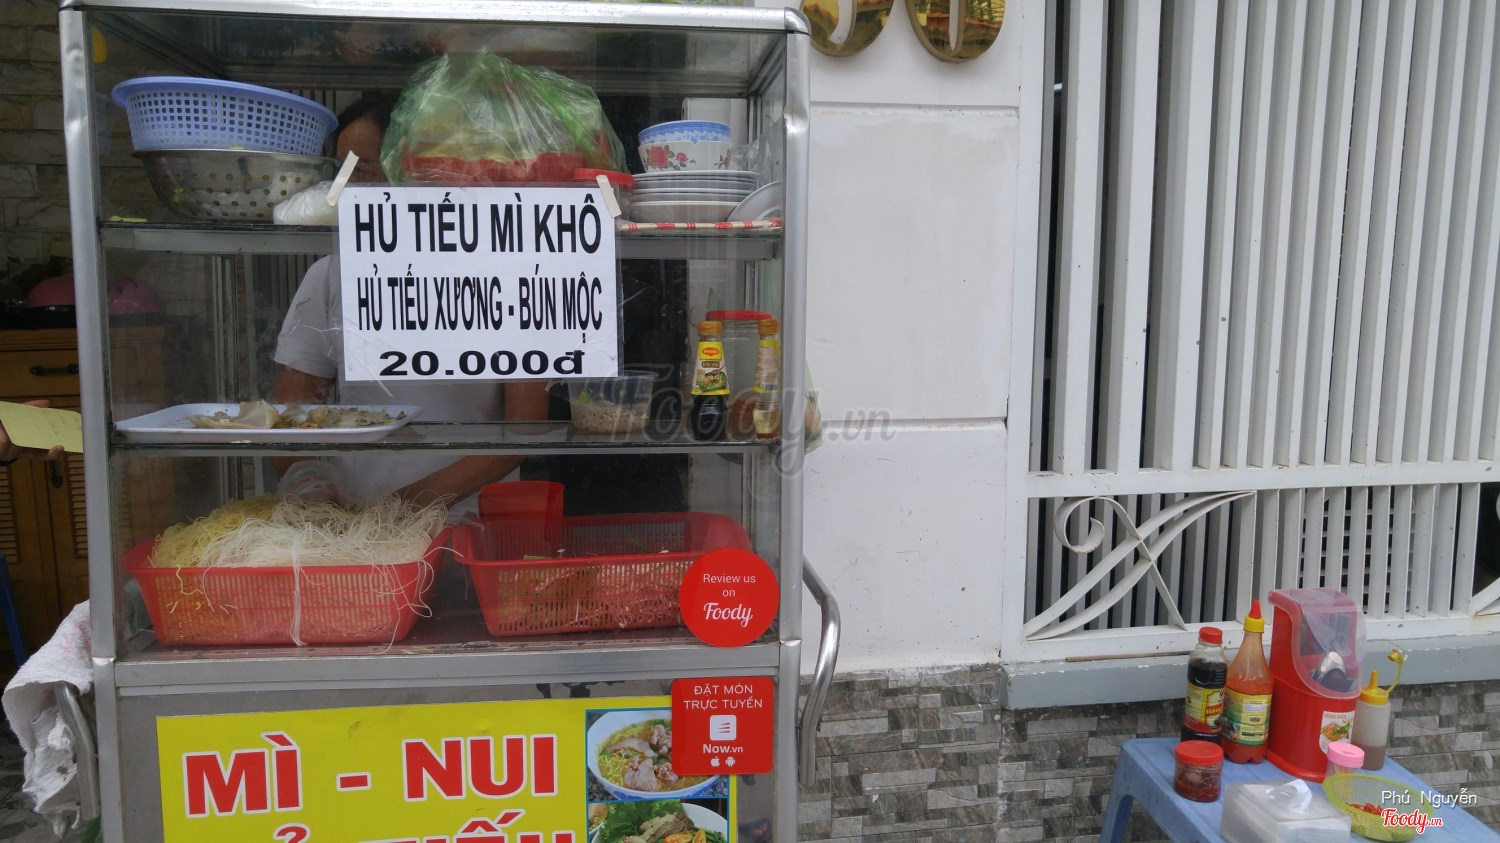 HỦ TIẾU MÌ KHÔ
HỦ TIẾU XƯƠNG - BÚN MỘC
20.000đ
Foody.vn
Review us
on
Foody
ĐẶT MÓN
TRỰC TUYẾN
Now.vn
MÌ - NUI
TIẾU
Phú Nguyễn
Foody.vn